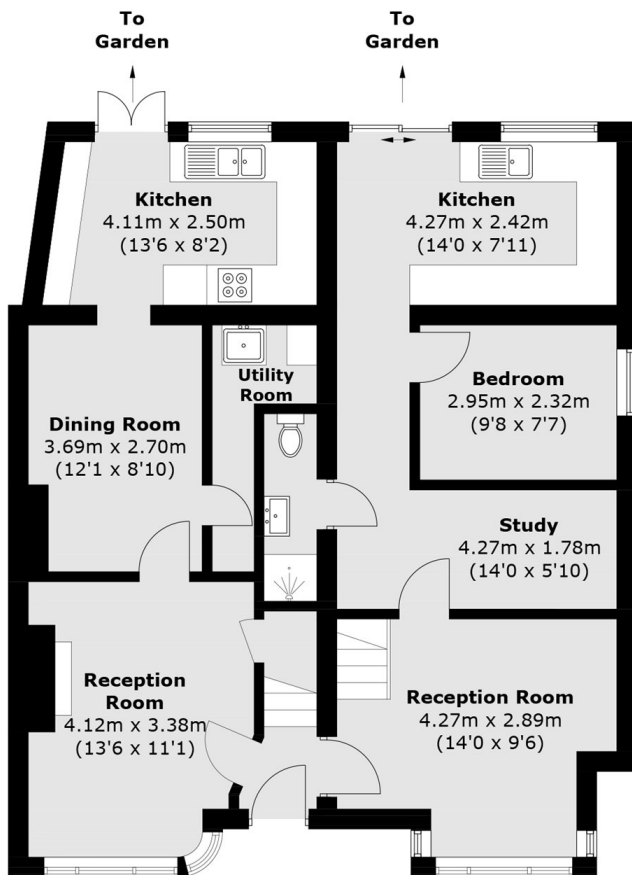 To
Garden
To
Garden
Kitchen
4.11m x 2.50m
(13'6 x 8'2)
Kitchen
4.27m x 2.42m
(14'0 x 7'11)
Utility
Room
Bedroom
2.95m x 2.32m
(9'8 x 7'7)
Dining Room
3.69m x 2.70m
(12'1 x 8'10)
Study
4.27m x 1.78m
(14'0 x 5'10)
Reception
Room
4.12m x 3.38m
(13'6 x 11'1)
Reception Room
4.27m x 2.89m
(14'0 x 9'6)